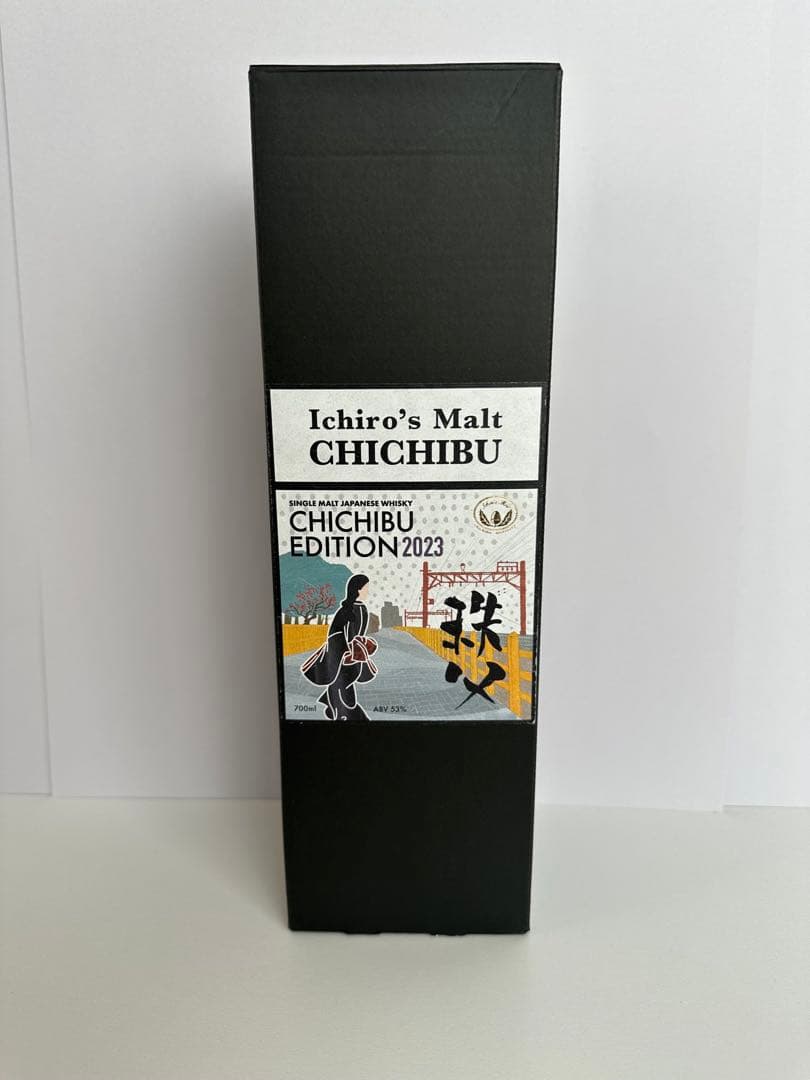 Ichiro's Malt
CHICHIBU
SINGLE MALT JAPANESE WHISKY
CHICHIBU
EDITION 2023
秩父
700ml
ABV 53%